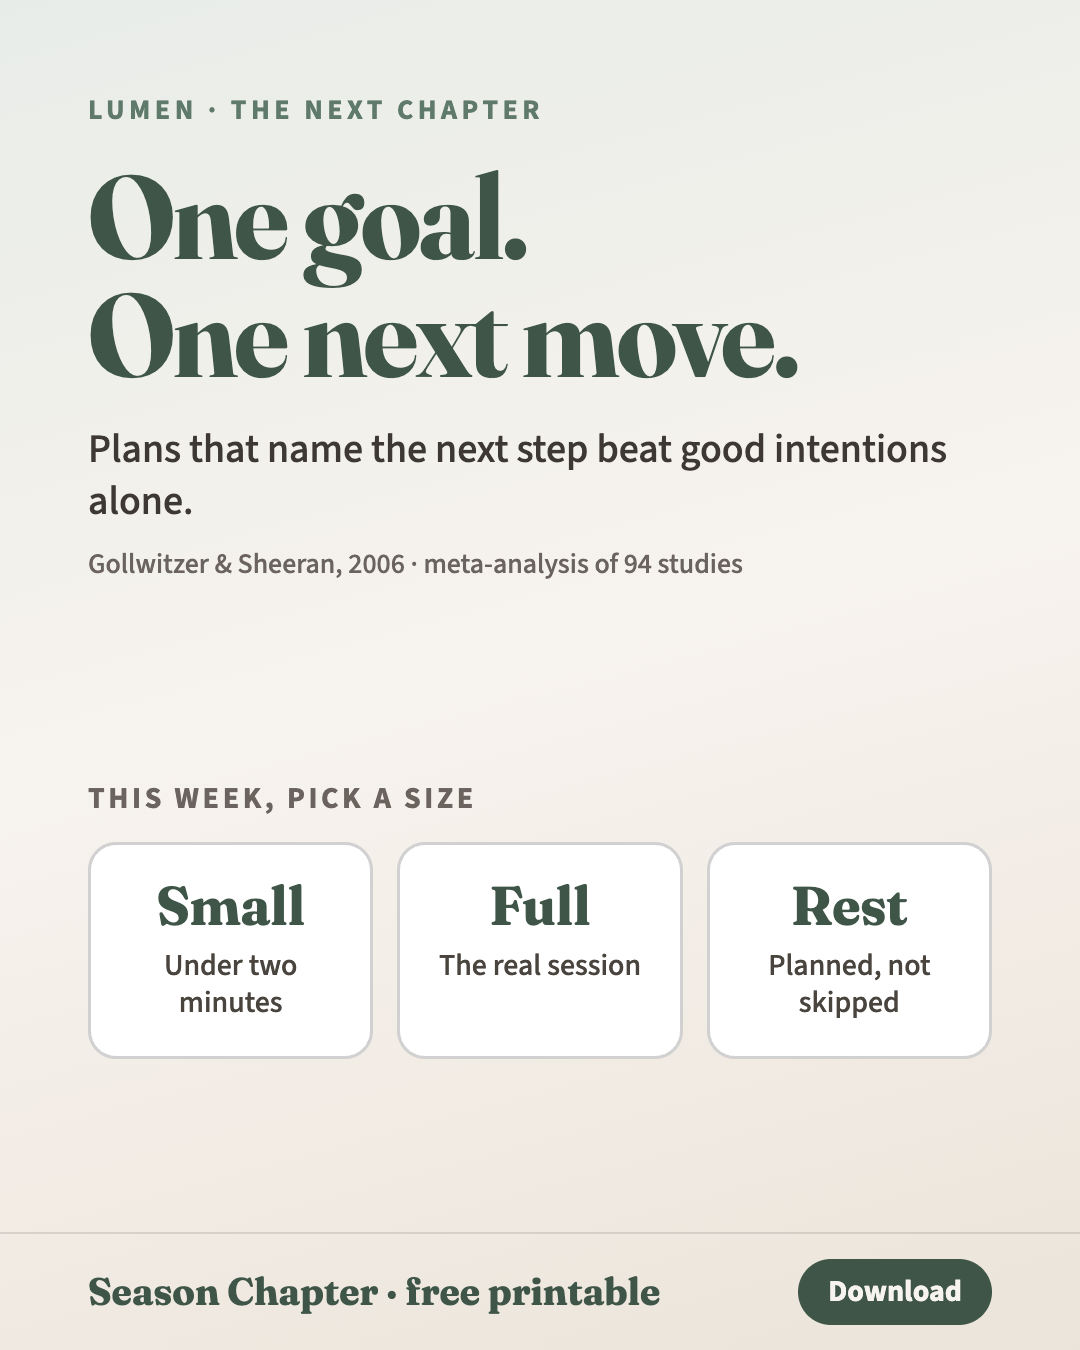 LUMEN · THE NEXT CHAPTER
One goal.
One next move.
Plans that name the next step beat good intentions
alone.
Gollwitzer & Sheeran, 2006 · meta-analysis of 94 studies
THIS WEEK, PICK A SIZE
Small
Under two
minutes
Full
The real session
Rest
Planned, not
skipped
Season Chapter · free printable
Download